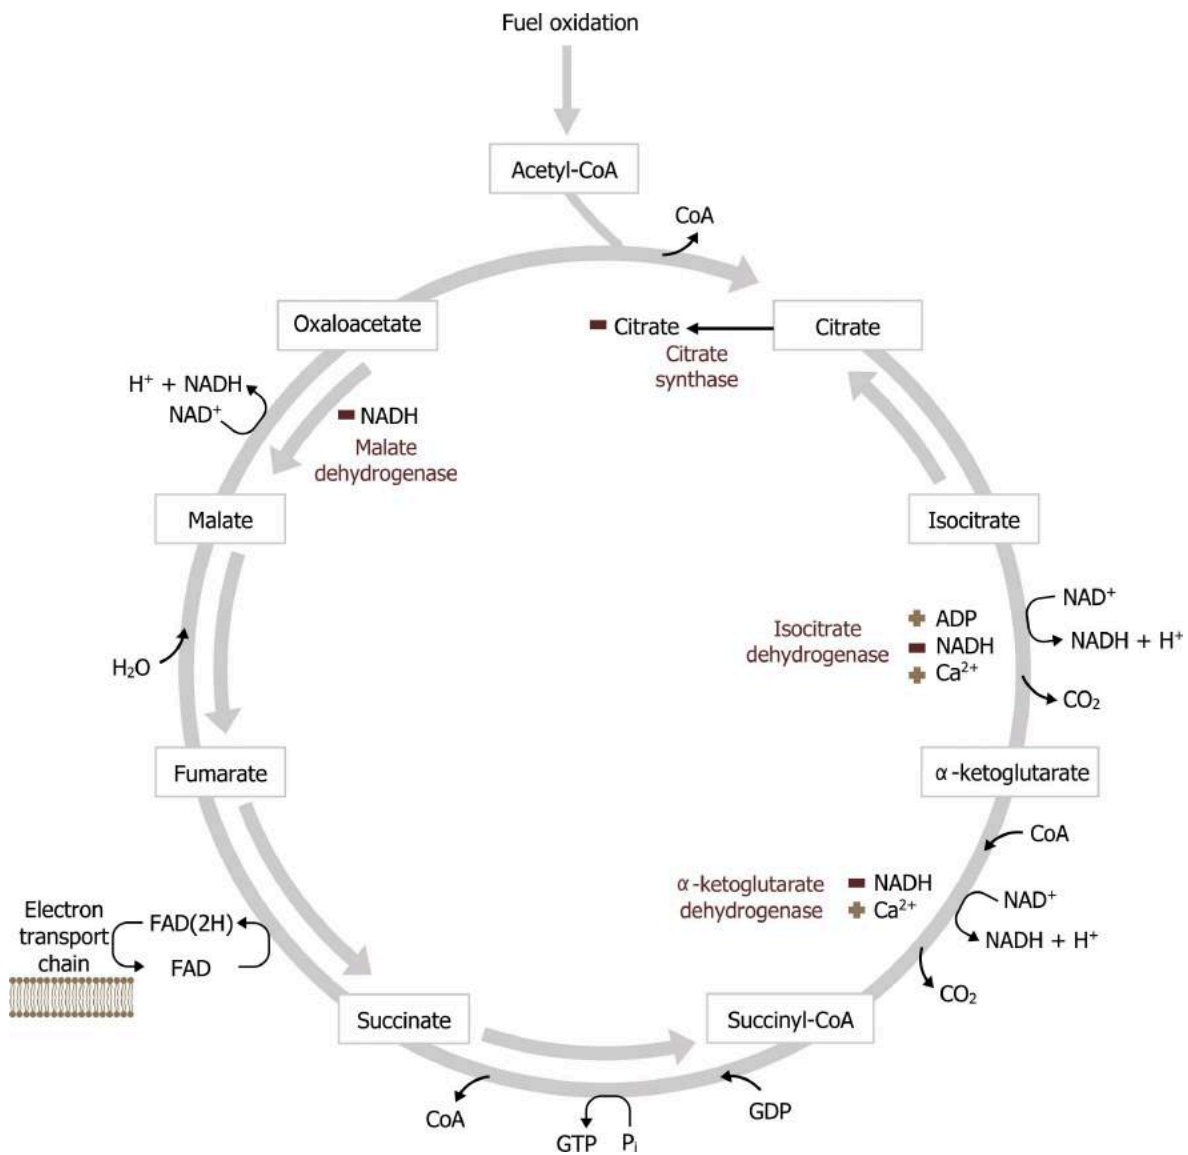 Fuel oxidation
Acetyl-CoA
CoA
Oxaloacetate
Citrate
Citrate
Citrate
synthase
H⁺ + NADH
NAD⁺
NADH
Malate
dehydrogenase
Malate
Isocitrate
NAD⁺
NADH + H⁺
ADP
NADH
Ca²⁺
Isocitrate
dehydrogenase
H₂O
CO₂
Fumarate
α-ketoglutarate
CoA
α-ketoglutarate
dehydrogenase
NADH
Ca²⁺
NAD⁺
NADH + H⁺
CO₂
Electron
transport
chain
FAD(2H)
FAD
Succinate
Succinyl-CoA
CoA
GTP
Pᵢ
GDP